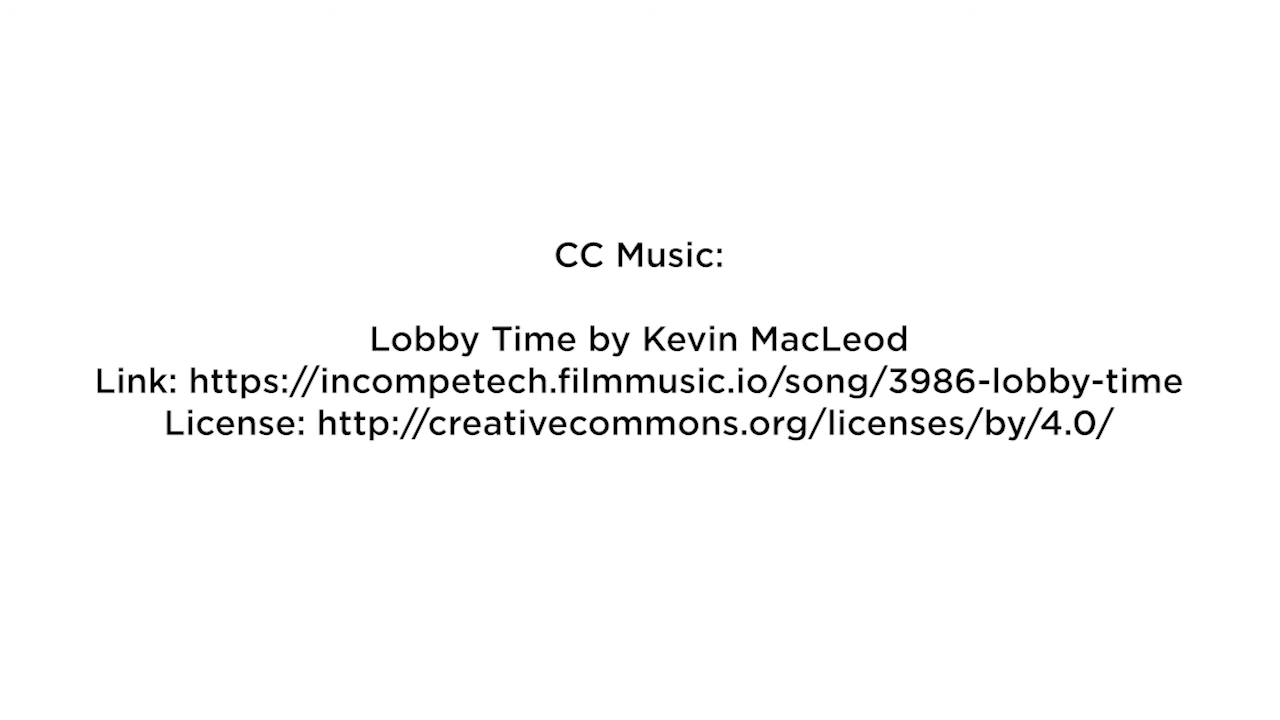 CC Music:
Lobby Time by Kevin MacLeod
Link: https://incompetech.filmmusic.io/song/3986-lobby-time
License: http://creativecommons.org/licenses/by/4.0/